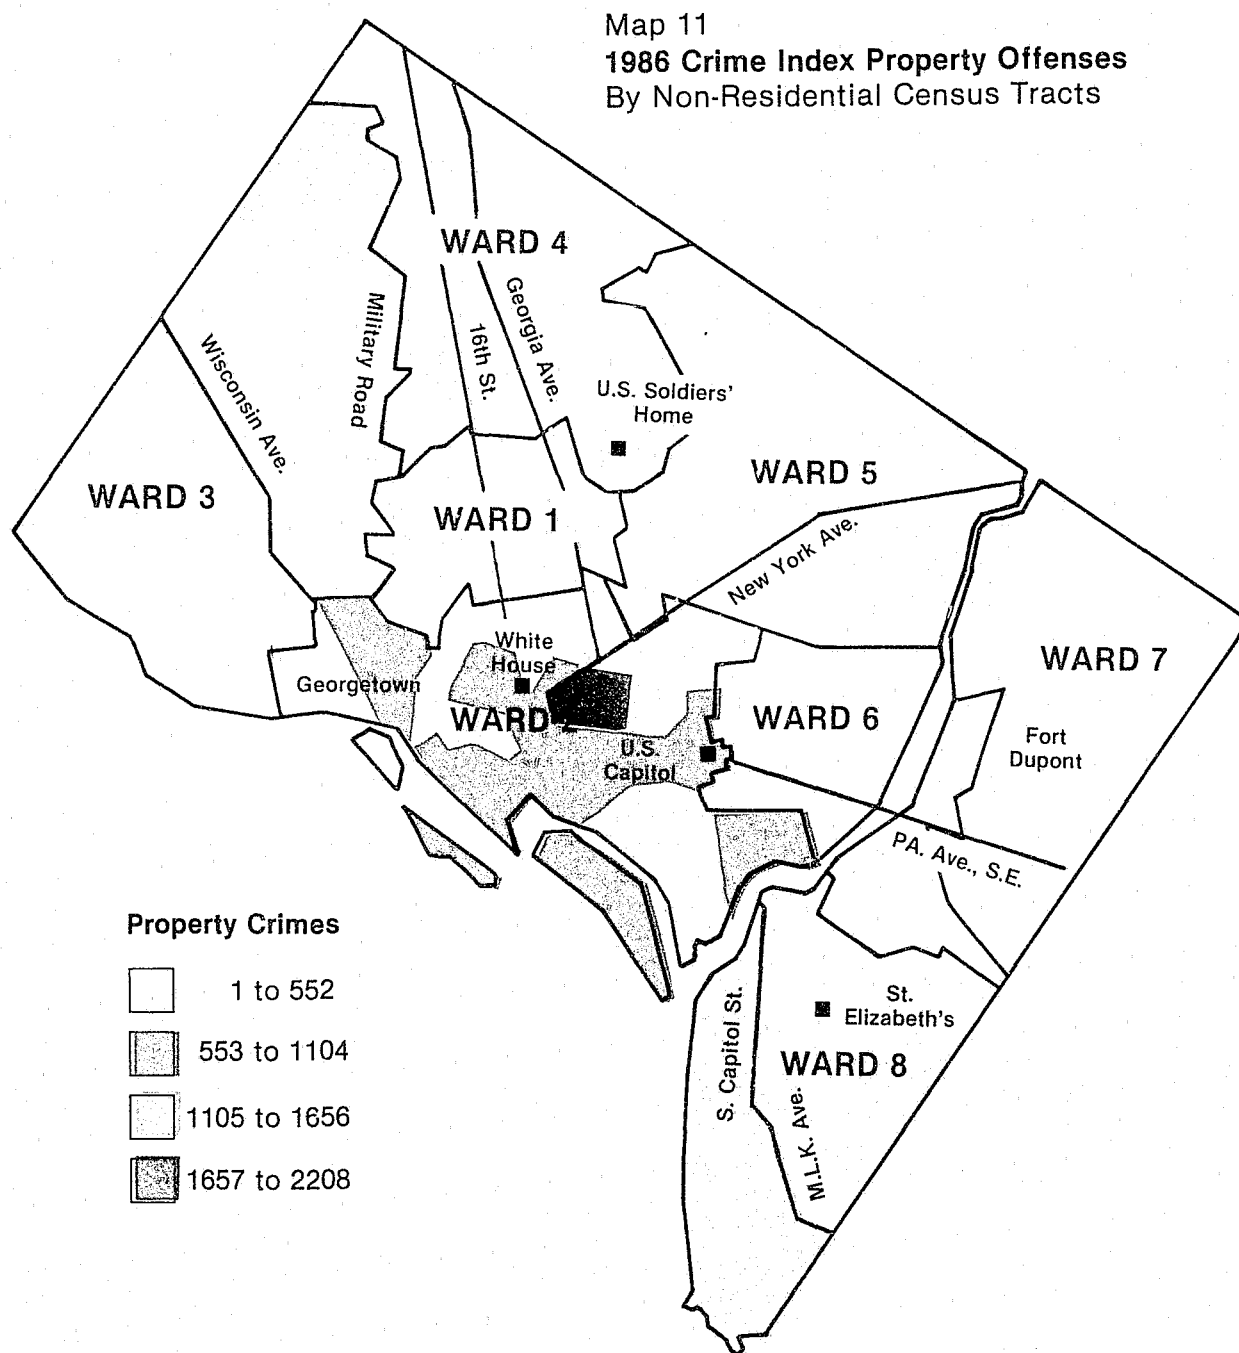 Map 11
1986 Crime Index Property Offenses
By Non-Residential Census Tracts
WARD 4
Georgia Ave.
16th St.
Military Road
Wisconsin Ave.
U.S. Soldiers'
Home
WARD 3
WARD 1
WARD 5
New York Ave.
White
House
Georgetown
WARD 2
WARD 6
WARD 7
U.S.
Capitol
Fort
Dupont
PA. Ave., S.E.
St.
Elizabeth's
S. Capitol St.
WARD 8
M.L.K. Ave.
Property Crimes
1 to 552
553 to 1104
1105 to 1656
1657 to 2208